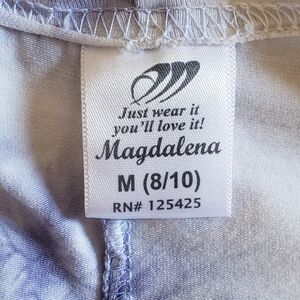 Just wear it
you'll love it!
Magdalena
M (8/10)
RN# 125425